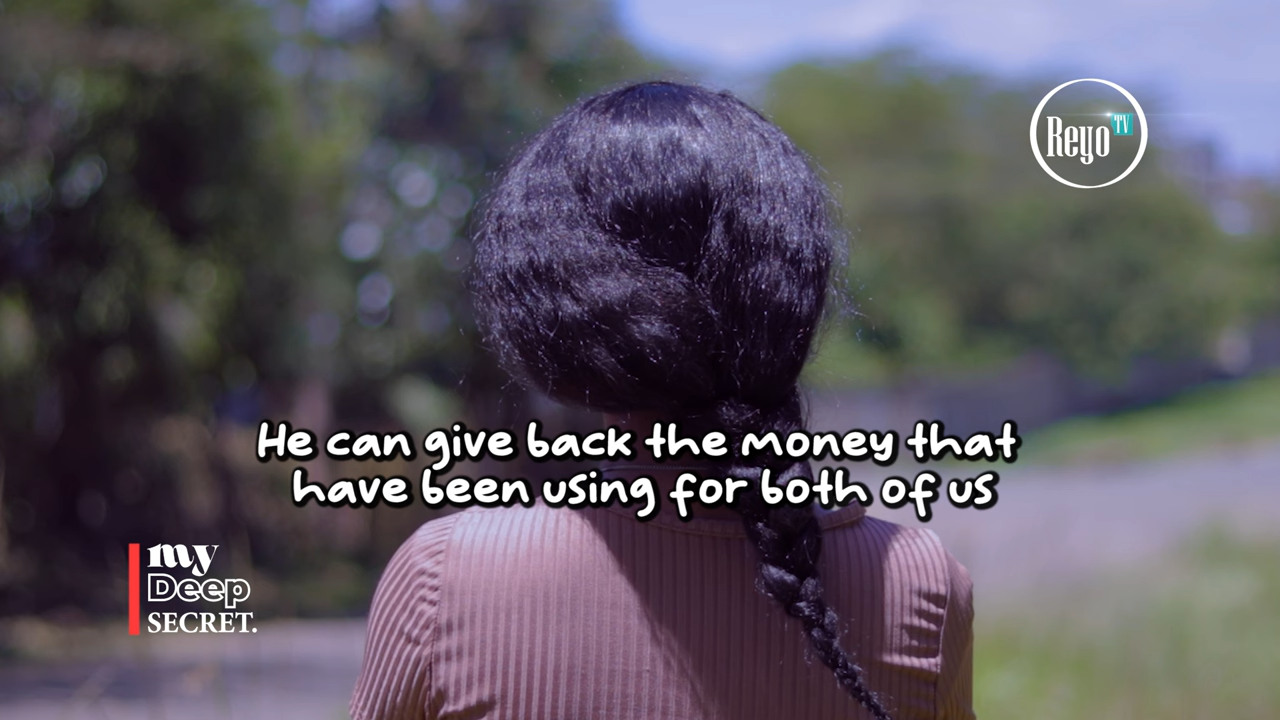 Reyo TV
He can give back the money that
have been using for both of us
my
Deep
SECRET.